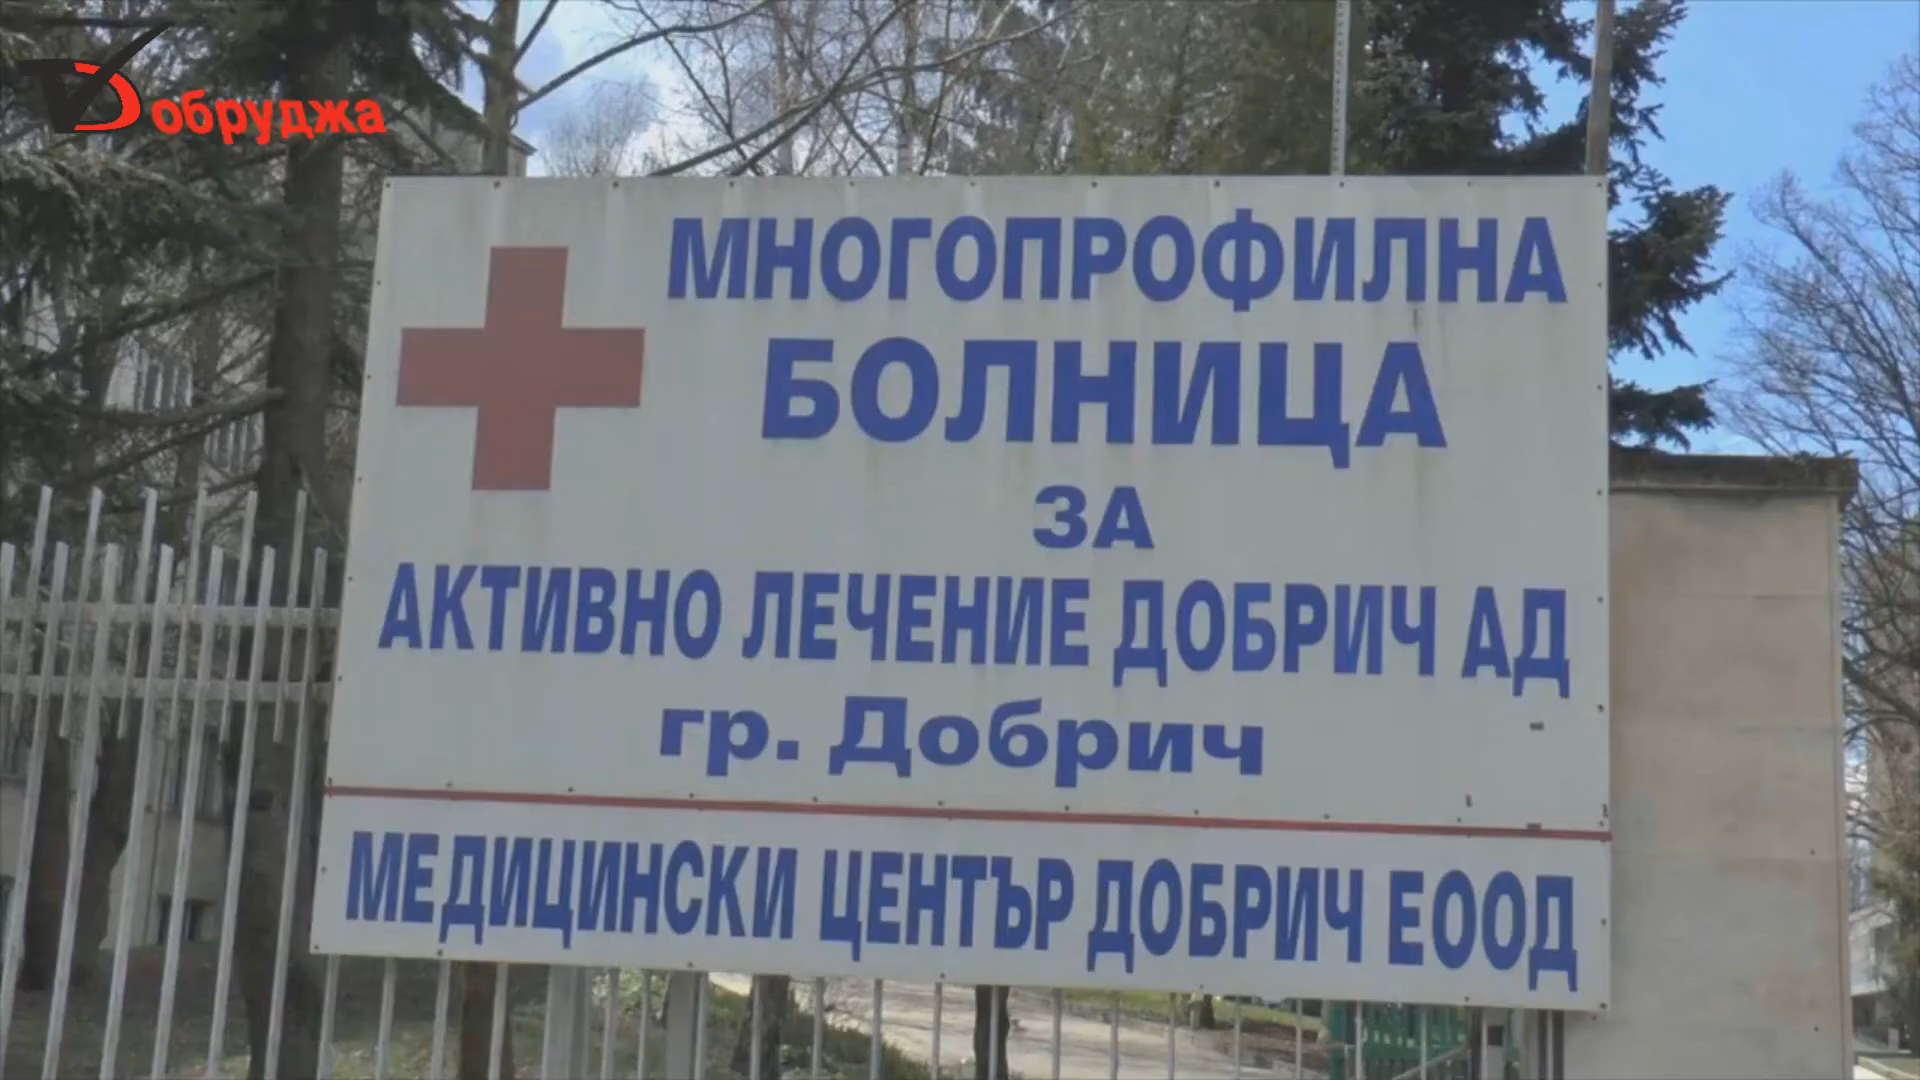 Добруджа
МНОГОПРОФИЛНА
БОЛНИЦА
ЗА
АКТИВНО ЛЕЧЕНИЕ ДОБРИЧ АД
гр. Добрич
МЕДИЦИНСКИ ЦЕНТЪР ДОБРИЧ ЕООД